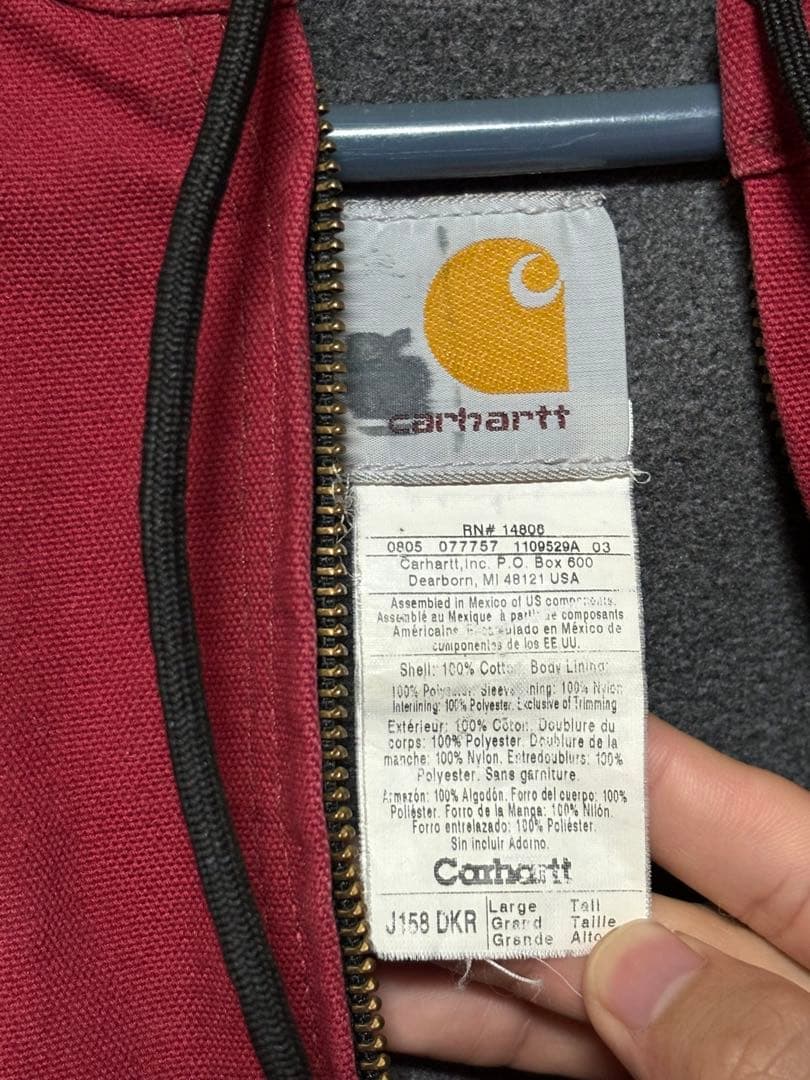 carhartt
RN# 14806
0805 077757 1109529A 03
Carhartt,Inc. P.O. Box 600
Dearborn, MI 48121 USA
Assembled in Mexico of US components.
Assemblé au Mexique à partir de composants
Américains. en México de
componentes de los EE.UU.
Shell: 100% Cotton. Body Lining:
100% Polyester. Sleeve Lining: 100% Nylon
Interlining: 100% Polyester. Exclusive of Trimming
Extérieur: 100% Coton. Doublure du
corps: 100% Polyester. Doublure de la
manche: 100% Nylon. Entredoublurs: 100%
Polyester. Sans garniture.
Armezón: 100% Algodón. Forro del cuerpo: 100%
Poliéster. Forro de la Manga: 100% Nilón.
Forro entrelazado: 100% Poliéster.
Sin incluir Adorno.
Carhartt
J158 DKR Large Tall
Grand Taille
Grande Alto